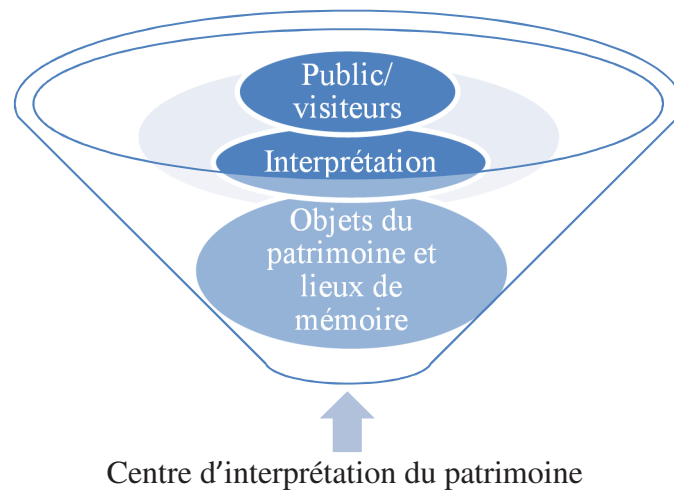 Public/
visiteurs
Interprétation
Objets du
patrimoine et
lieux de
mémoire
Centre d'interprétation du patrimoine